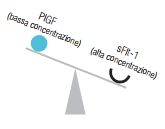 PlGF
(bassa concentrazione)
sFlt-1
(alta concentrazione)